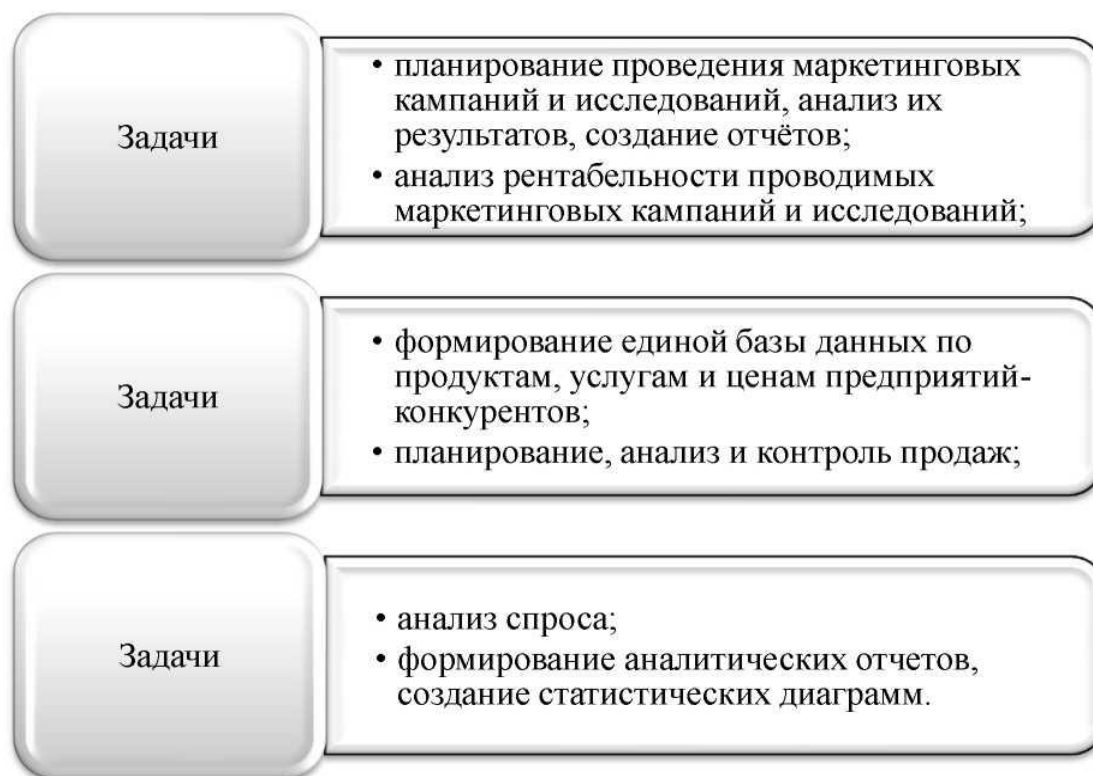 Задачи
• планирование проведения маркетинговых
кампаний и исследований, анализ их
результатов, создание отчётов;
• анализ рентабельности проводимых
маркетинговых кампаний и исследований;
Задачи
• формирование единой базы данных по
продуктам, услугам и ценам предприятий-
конкурентов;
• планирование, анализ и контроль продаж;
Задачи
• анализ спроса;
• формирование аналитических отчетов,
создание статистических диаграмм.